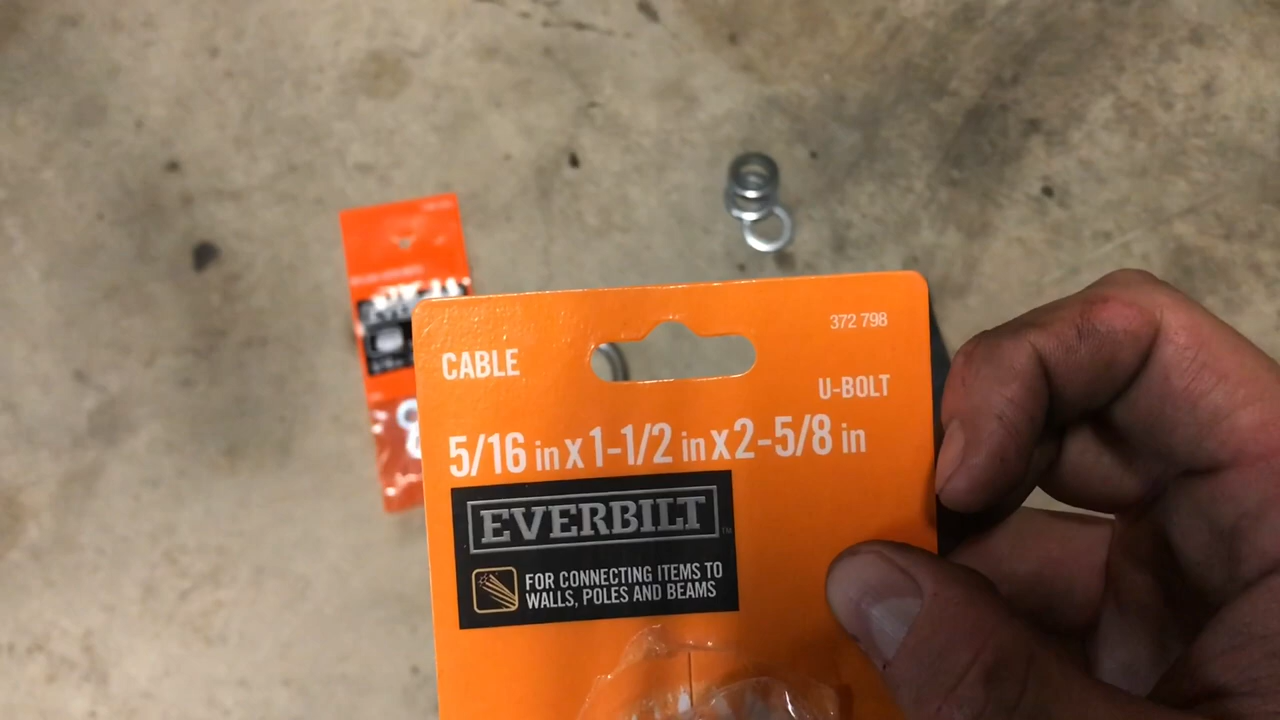 372 798
CABLE
U-BOLT
5/16 in x 1-1/2 in x 2-5/8 in
EVERBILT™
FOR CONNECTING ITEMS TO
WALLS, POLES AND BEAMS